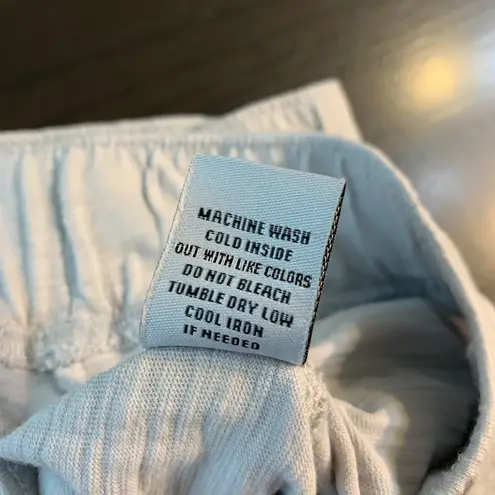 MACHINE WASH
COLD INSIDE
OUT WITH LIKE COLORS
DO NOT BLEACH
TUMBLE DRY LOW
COOL IRON
IF NEEDED